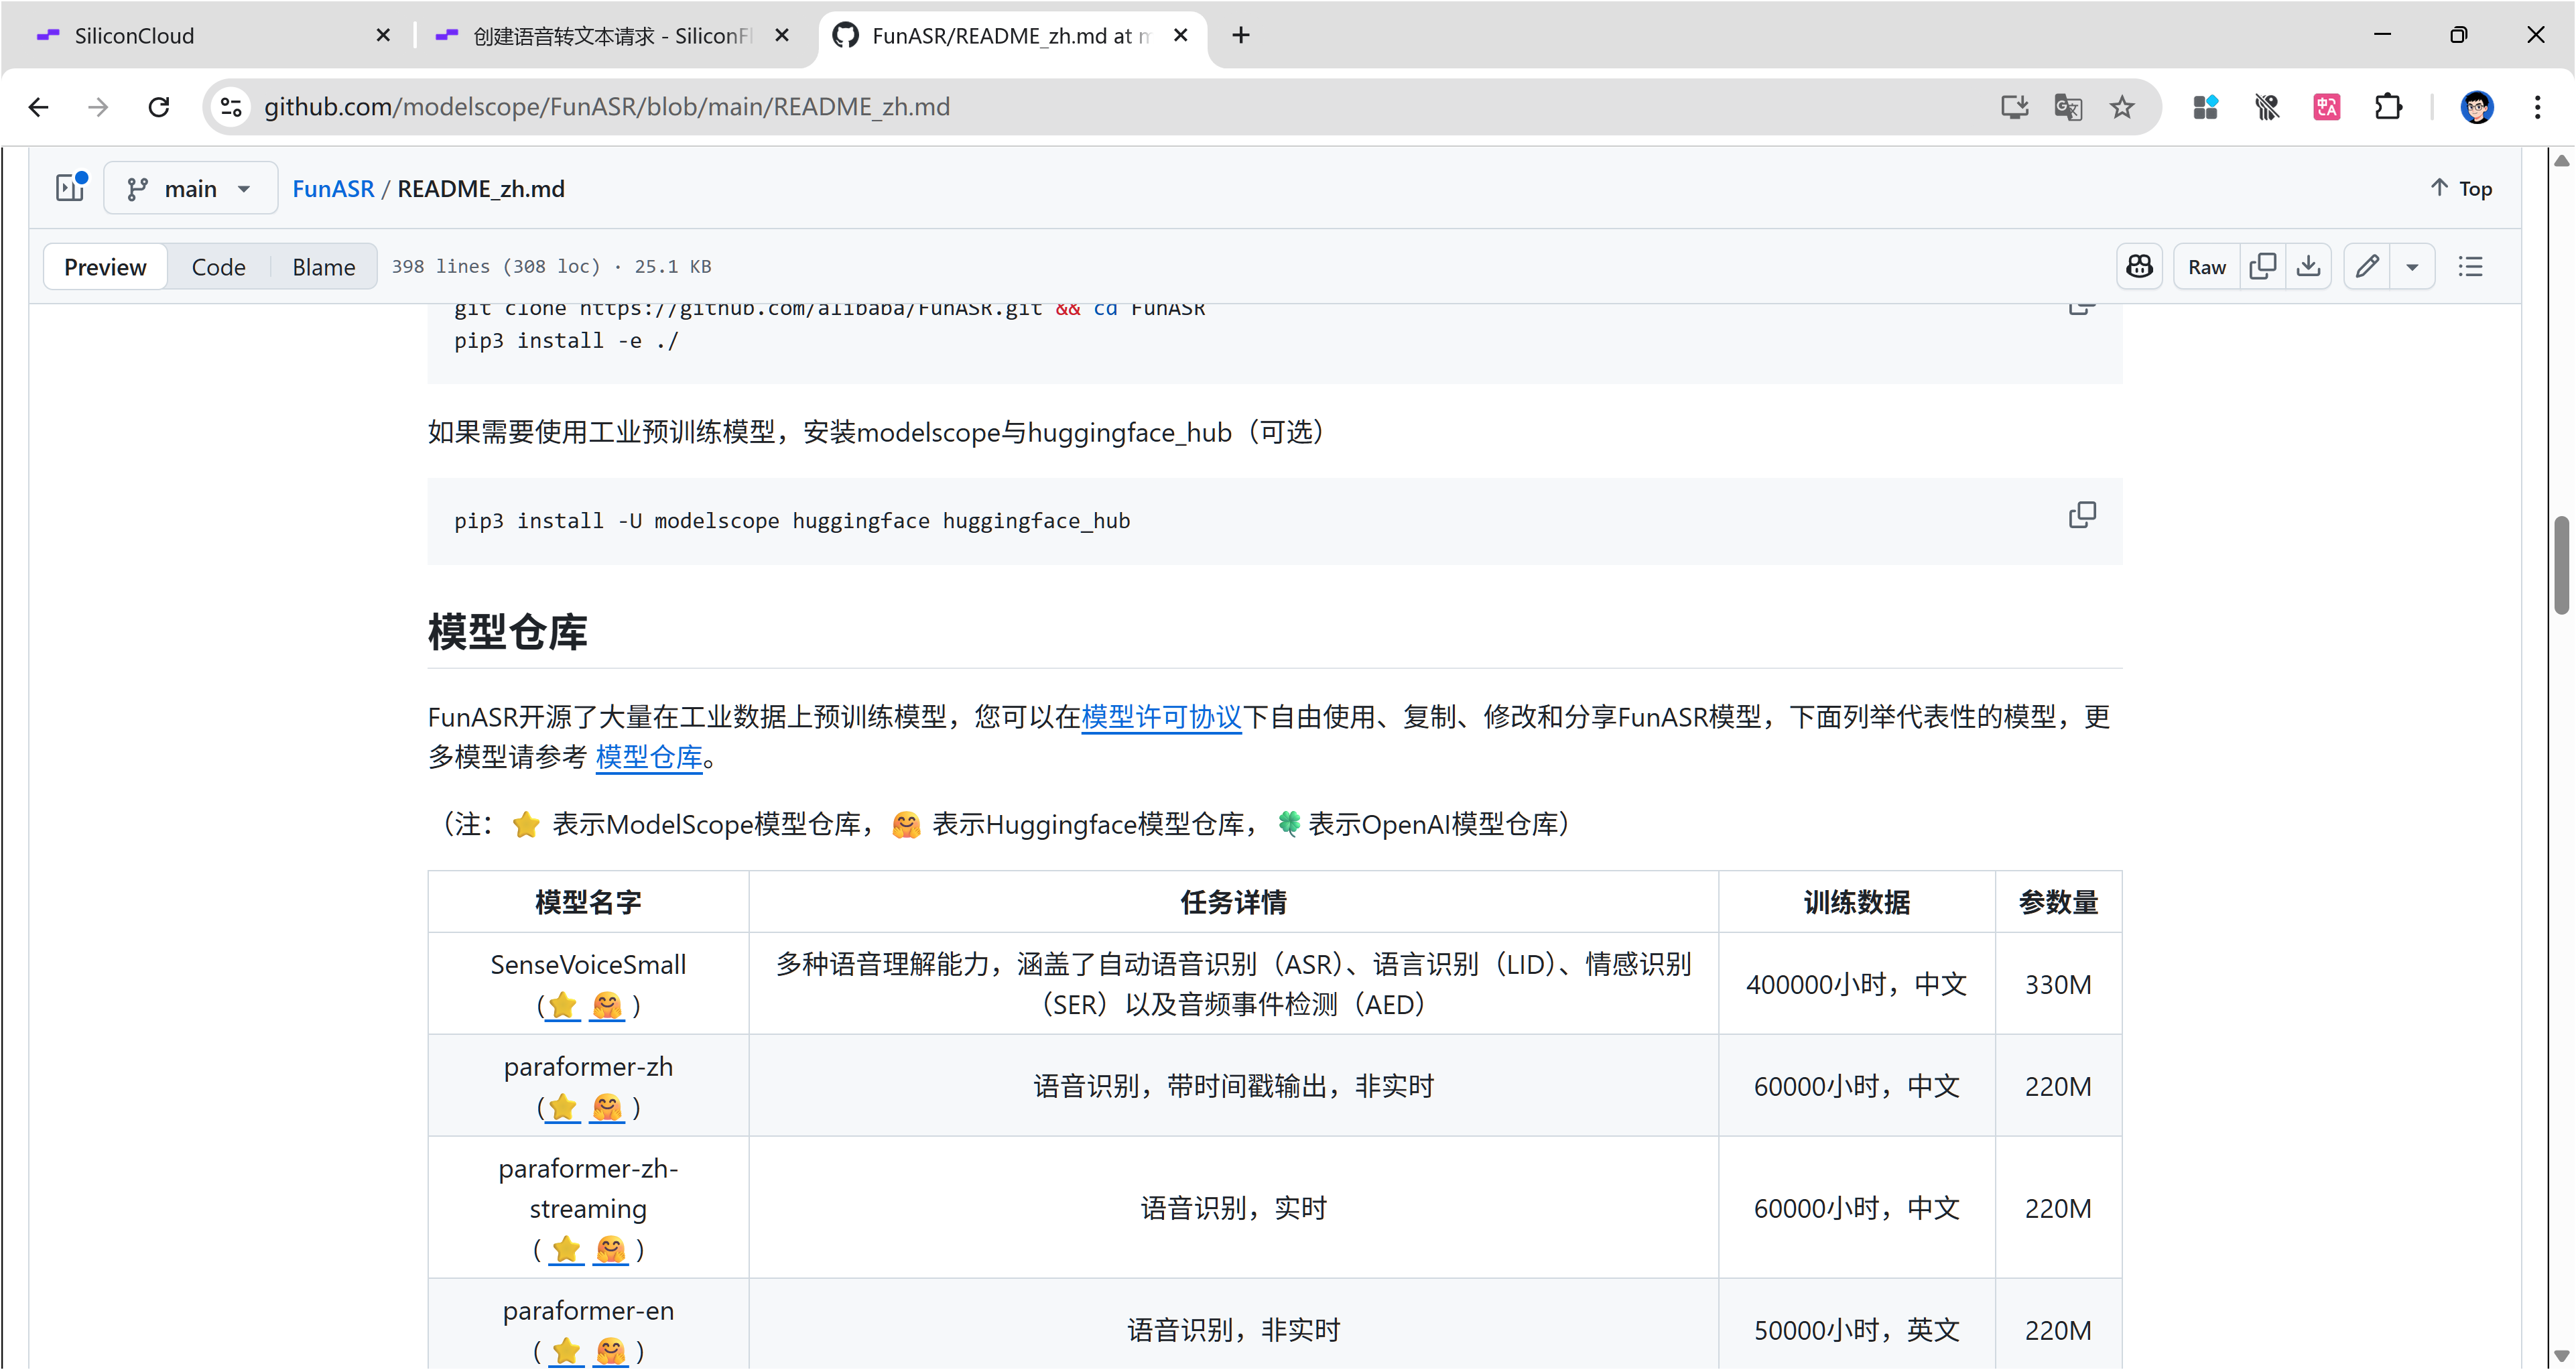 SiliconCloud
创建语音转文本请求 - SiliconFl
FunASR/README_zh.md at m
github.com/modelscope/FunASR/blob/main/README_zh.md
main
FunASR / README_zh.md
Top
Preview
Code
Blame
398 lines (308 loc) · 25.1 KB
Raw
git clone https://github.com/alibaba/FunASR.git && cd FunASR
pip3 install -e ./
如果需要使用工业预训练模型，安装modelscope与huggingface_hub（可选）
pip3 install -U modelscope huggingface huggingface_hub
模型仓库
FunASR开源了大量在工业数据上预训练模型，您可以在模型许可协议下自由使用、复制、修改和分享FunASR模型，下面列举代表性的模型，更
多模型请参考 模型仓库。
（注：⭐ 表示ModelScope模型仓库，🤗 表示Huggingface模型仓库，🍀表示OpenAI模型仓库）
模型名字 任务详情 训练数据 参数量
SenseVoiceSmall
(⭐ 🤗 )
多种语音理解能力，涵盖了自动语音识别（ASR）、语言识别（LID）、情感识别
（SER）以及音频事件检测（AED）
400000小时，中文
330M
paraformer-zh
(⭐ 🤗 )
语音识别，带时间戳输出，非实时
60000小时，中文
220M
paraformer-zh-
streaming
( ⭐ 🤗 )
语音识别，实时
60000小时，中文
220M
paraformer-en
( ⭐ 🤗 )
语音识别，非实时
50000小时，英文
220M